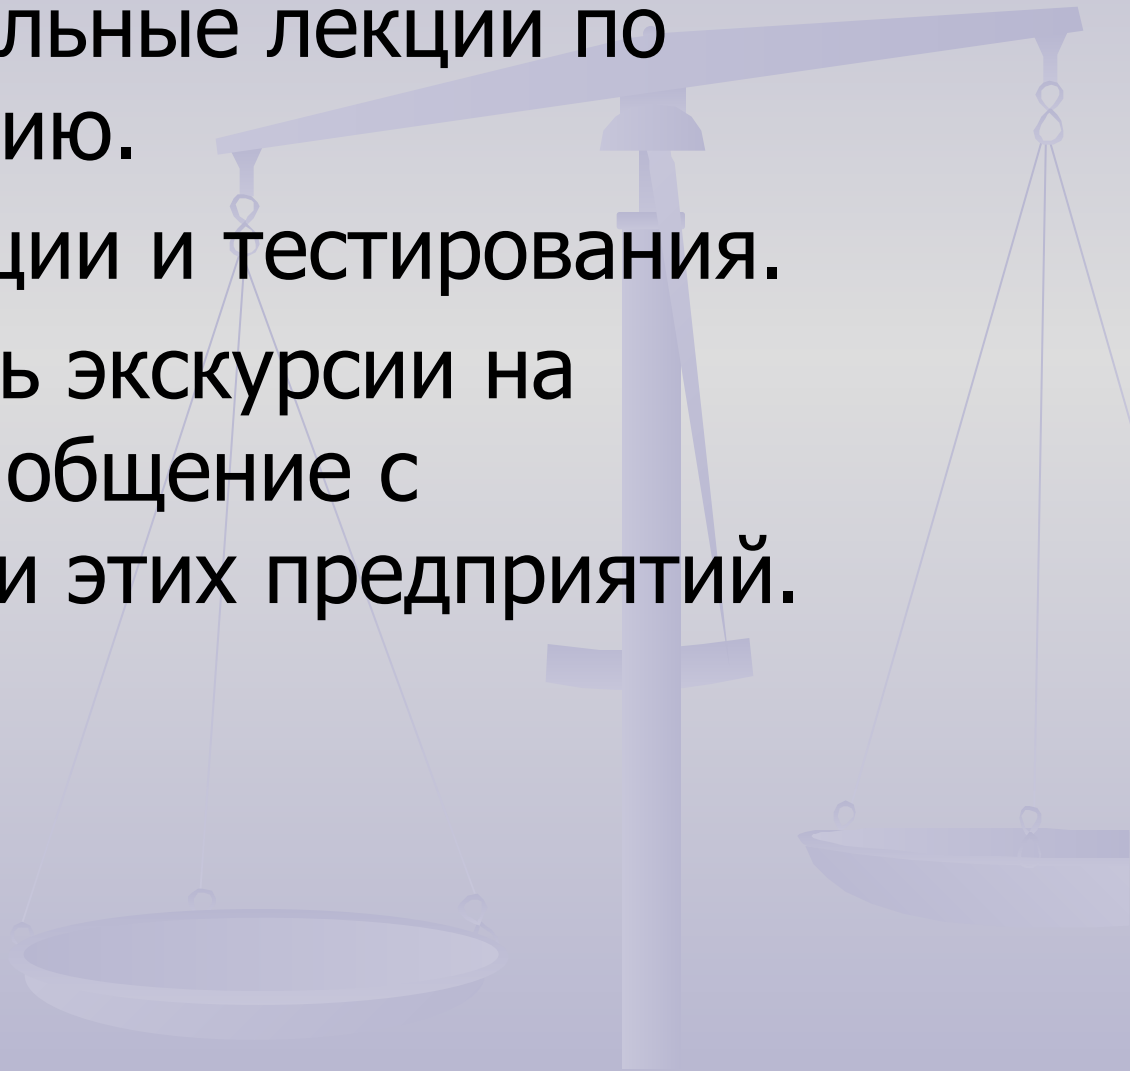 льные лекции по
ию.
ции и тестирования.
ь экскурсии на
общение с
и этих предприятий.